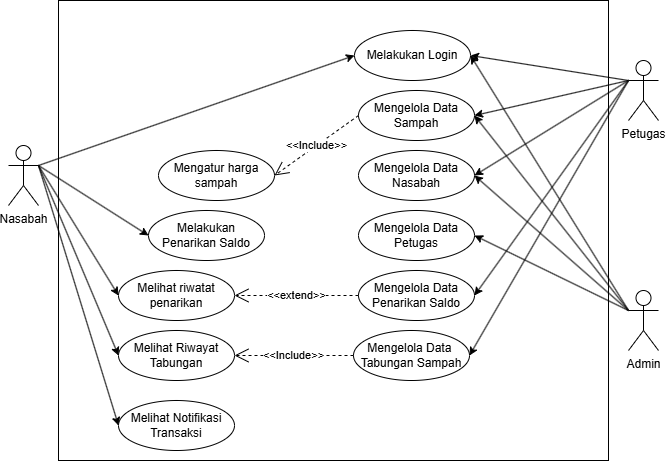 Melakukan Login
Mengelola Data
Sampah
<<Include>>
Petugas
Mengatur harga
sampah
Mengelola Data
Nasabah
Nasabah
Melakukan
Penarikan Saldo
Mengelola Data
Petugas
Melihat riwatat
penarikan
<<extend>>
Mengelola Data
Penarikan Saldo
Melihat Riwayat
Tabungan
<<Include>>
Mengelola Data
Tabungan Sampah
Admin
Melihat Notifikasi
Transaksi